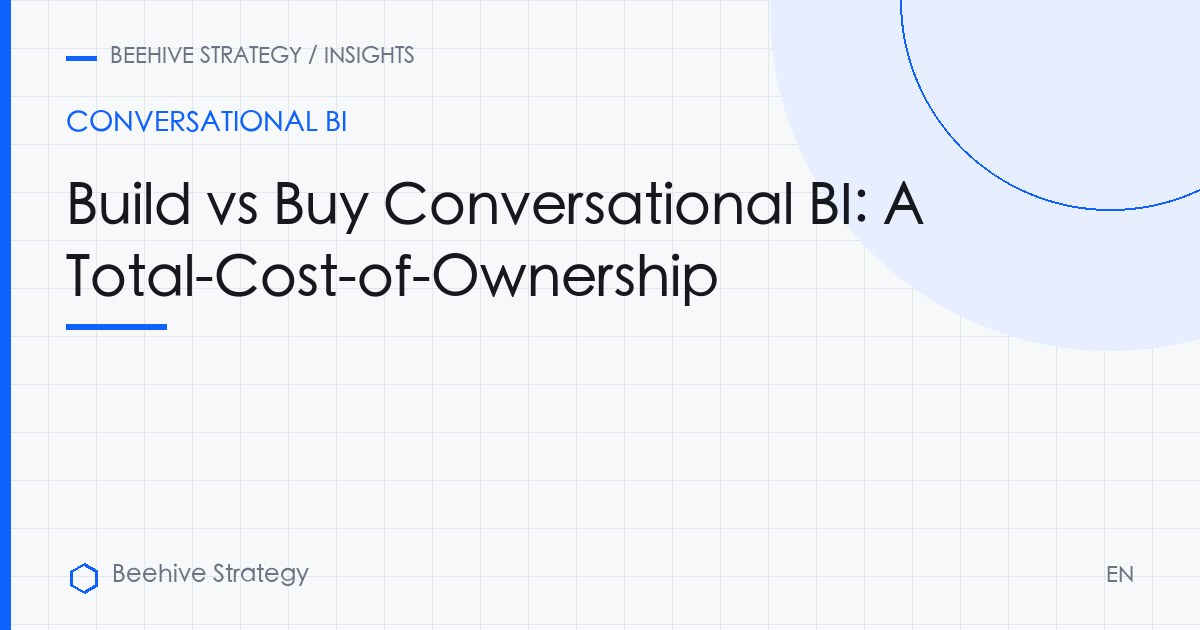 BEEHIVE STRATEGY / INSIGHTS
CONVERSATIONAL BI
Build vs Buy Conversational BI: A
Total-Cost-of-Ownership
Beehive Strategy
EN